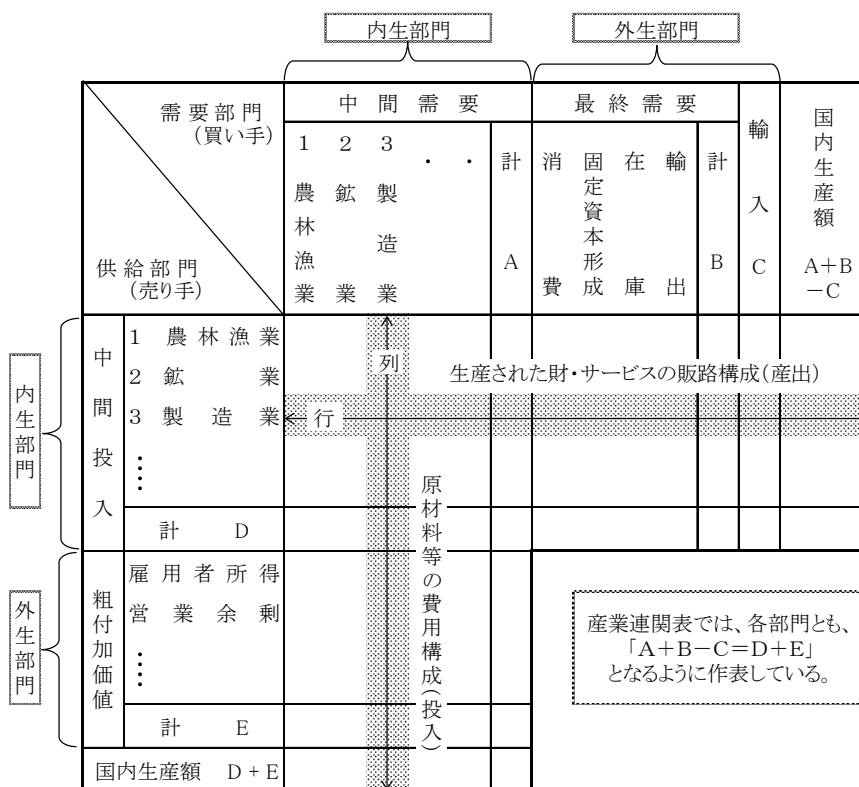 内生部門
外生部門
需要部門
(買い手)
供給部門
(売り手)
中間需要
1 農林漁業
2 鉱業
3 製造業
・
・
計 A
最終需要
消費
固定資本形成
在庫
輸出
計 B
輸入 C
国内生産額
A+B
-C
内生部門
中間投入
1 農林漁業
2 鉱業
3 製造業
⋮
計 D
列
生産された財・サービスの販路構成(産出)
行
原材料等の費用構成(投入)
外生部門
粗付加価値
雇用者所得
営業余剰
⋮
計 E
国内生産額 D+E
産業連関表では、各部門とも、
「A+B-C=D+E」
となるように作表している。